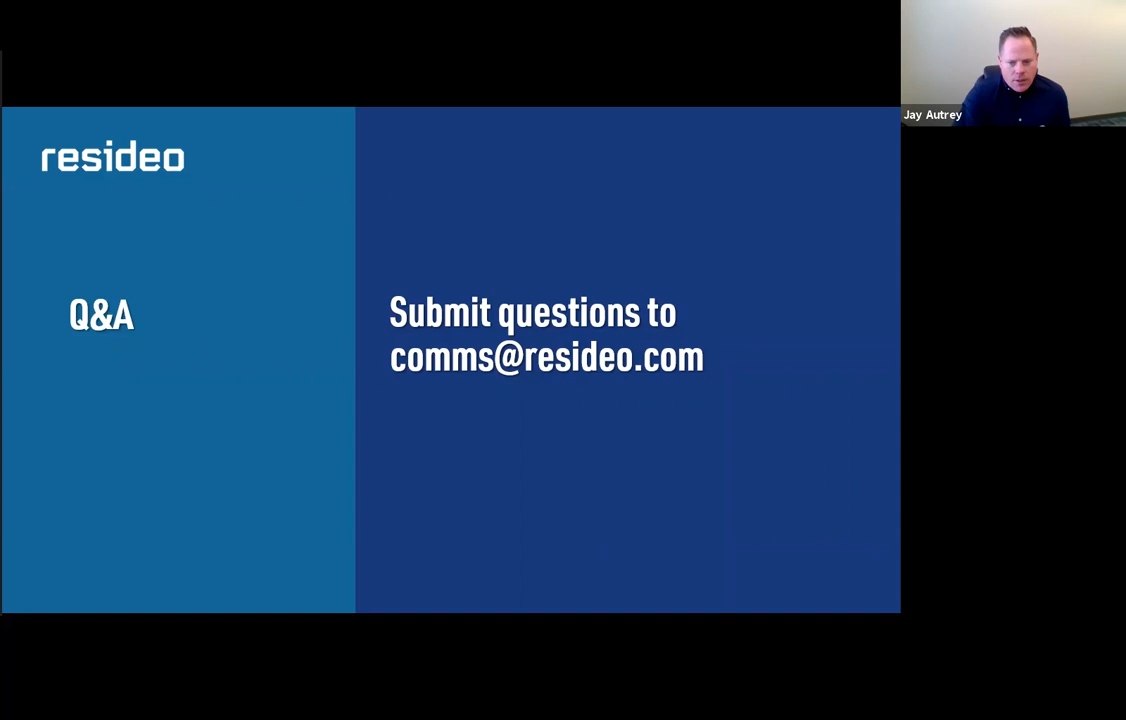 resideo
Q&A
Submit questions to
comms@resideo.com
Jay Autrey